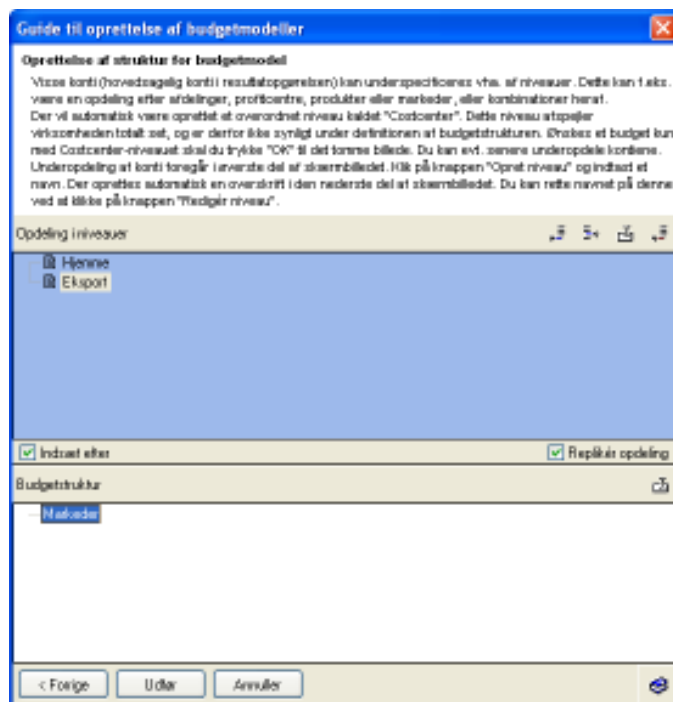 Guide til oprettelse af budgetmodeller
Oprettelse af struktur for budgetmodel
Visse konti (hovedsagelig konti i resultatopgørelsen) kan underspecificeres vha. af niveauer. Dette kan f.eks.
være en opdeling efter afdelinger, profitcentre, produkter eller markeder, eller kombinationer heraf.
Der vil automatisk være oprettet et overordnet niveau kaldet "Costcenter". Dette niveau afspejler
virksomheden totalt set, og er derfor ikke synligt under definitionen af budgetstrukturen. Ønskes et budget kun
med Costcenter-niveauet skal du trykke "OK" til det tomme billede. Du kan evt. senere underopdele kontiene.
Underopdeling af konti foregår i øverste del af skærmbilledet. Klik på knappen "Opret niveau" og indtast et
navn. Der oprettes automatisk en overskrift i den nederste del af skærmbilledet. Du kan rette navnet på denne
ved at klikke på knappen "Redigér niveau".
Opdeling i niveauer
Hjemme
Eksport
Indsæt efter
Replikér opdeling
Budgetstruktur
Markeder
< Forrige
Udfør
Annuller